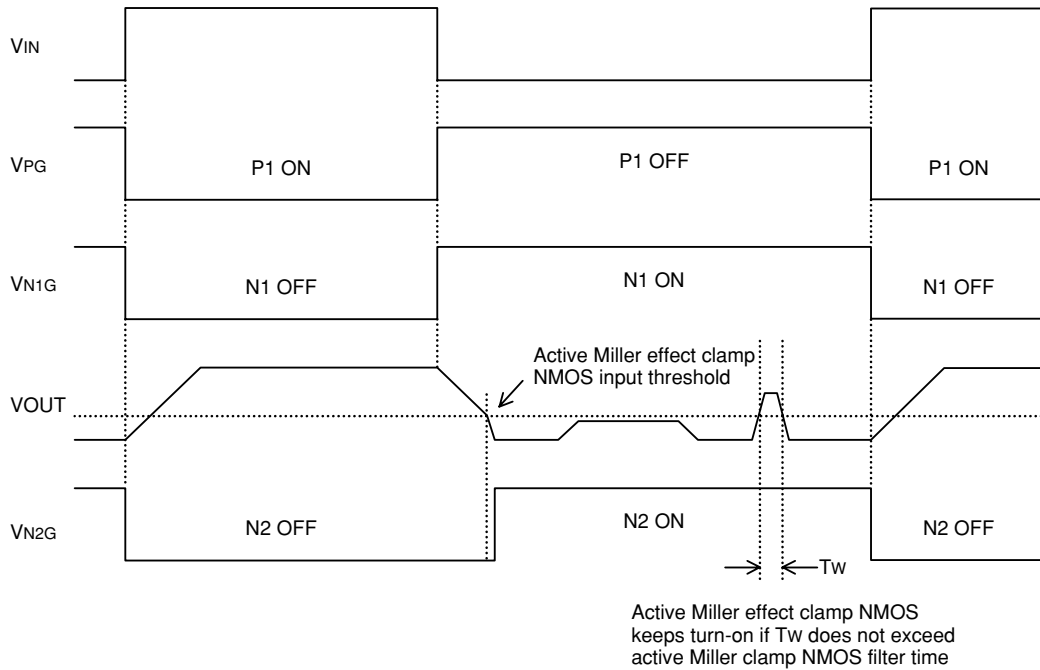 VIN
VPG
P1 ON
P1 OFF
P1 ON
VN1G
N1 OFF
N1 ON
N1 OFF
Active Miller effect clamp
NMOS input threshold
VOUT
VN2G
N2 OFF
N2 ON
N2 OFF
TW
Active Miller effect clamp NMOS
keeps turn-on if TW does not exceed
active Miller clamp NMOS filter time